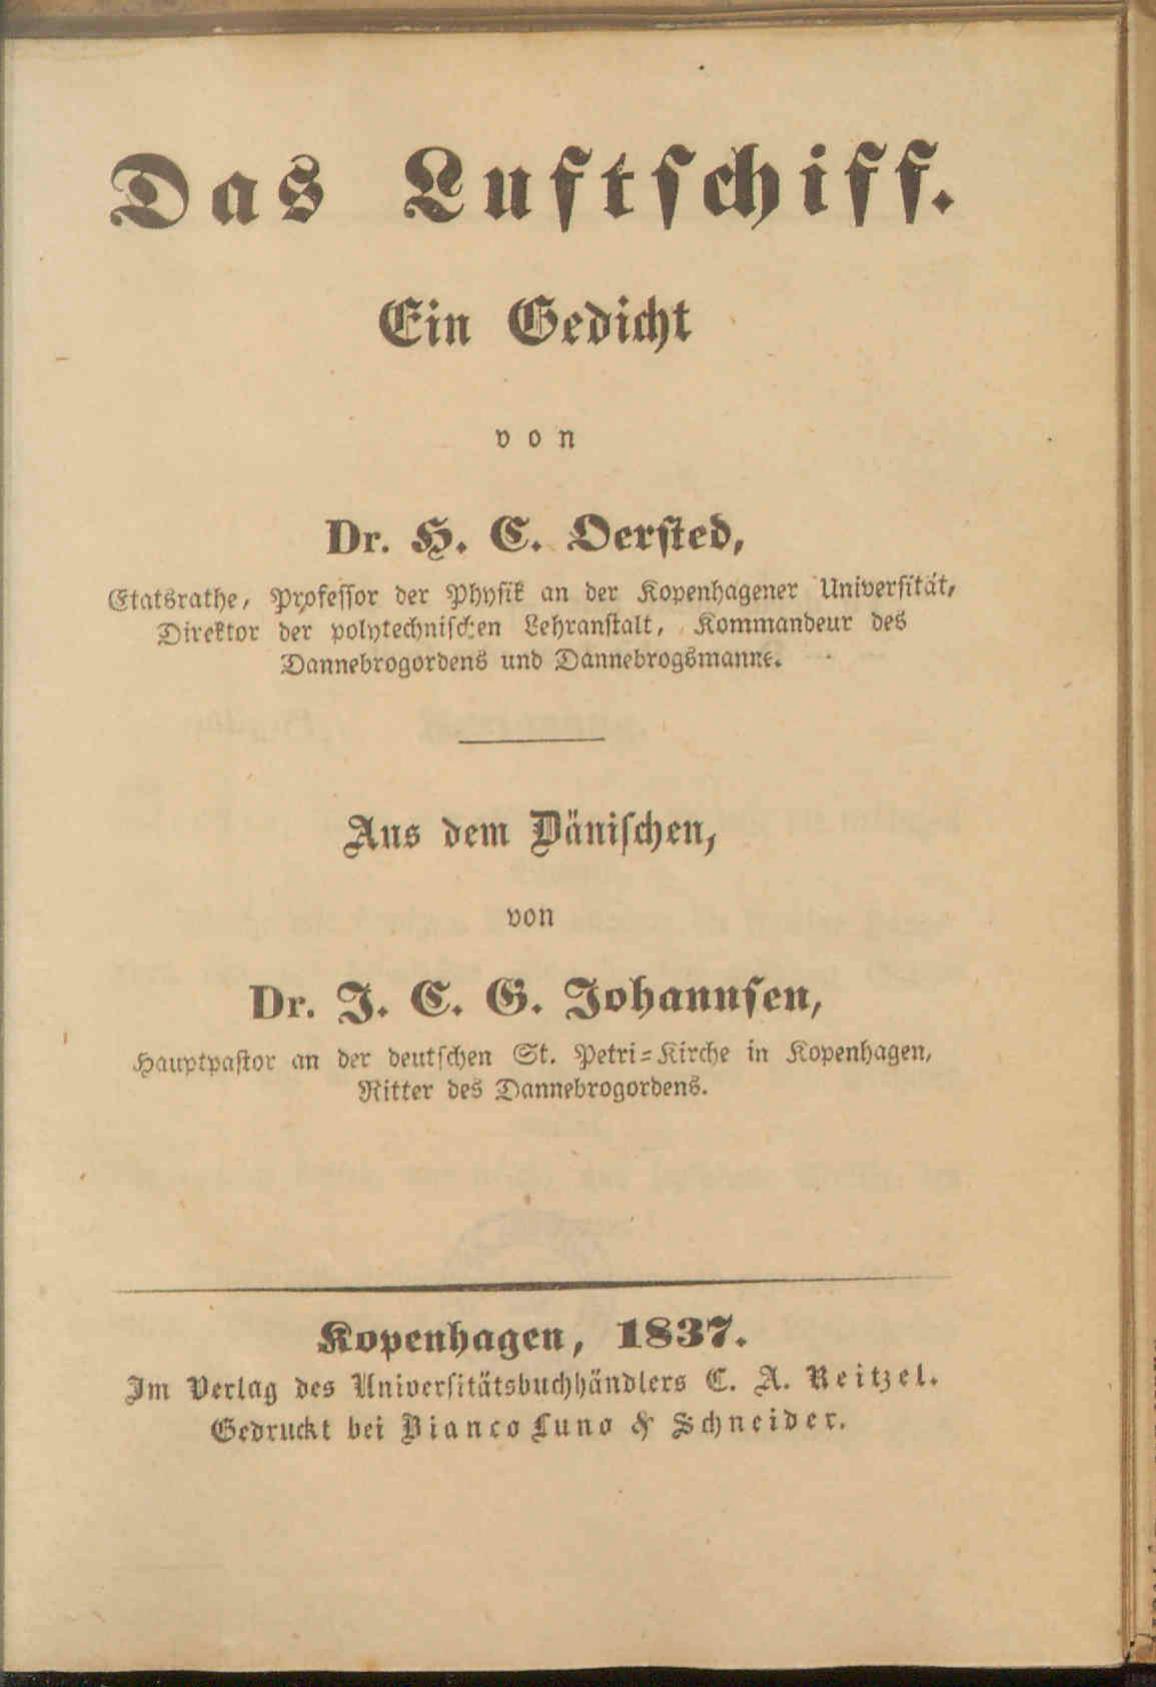 Das Luftschiff.
Ein Gedicht
von
Dr. H. C. Oersted,
Etatsrathe, Professor der Physik an der Kopenhagener Universität,
Direktor der polytechnischen Lehranstalt, Kommandeur des
Dannebrogordens und Dannebrogsmanne.
Aus dem Dänischen,
von
Dr. J. C. G. Johannsen,
Hauptpastor an der deutschen St. Petri-Kirche in Kopenhagen,
Ritter des Dannebrogordens.
Kopenhagen, 1837.
Im Verlag des Universitätsbuchhändlers C. A. Reitzel.
Gedruckt bei Bianco Luno & Schneider.